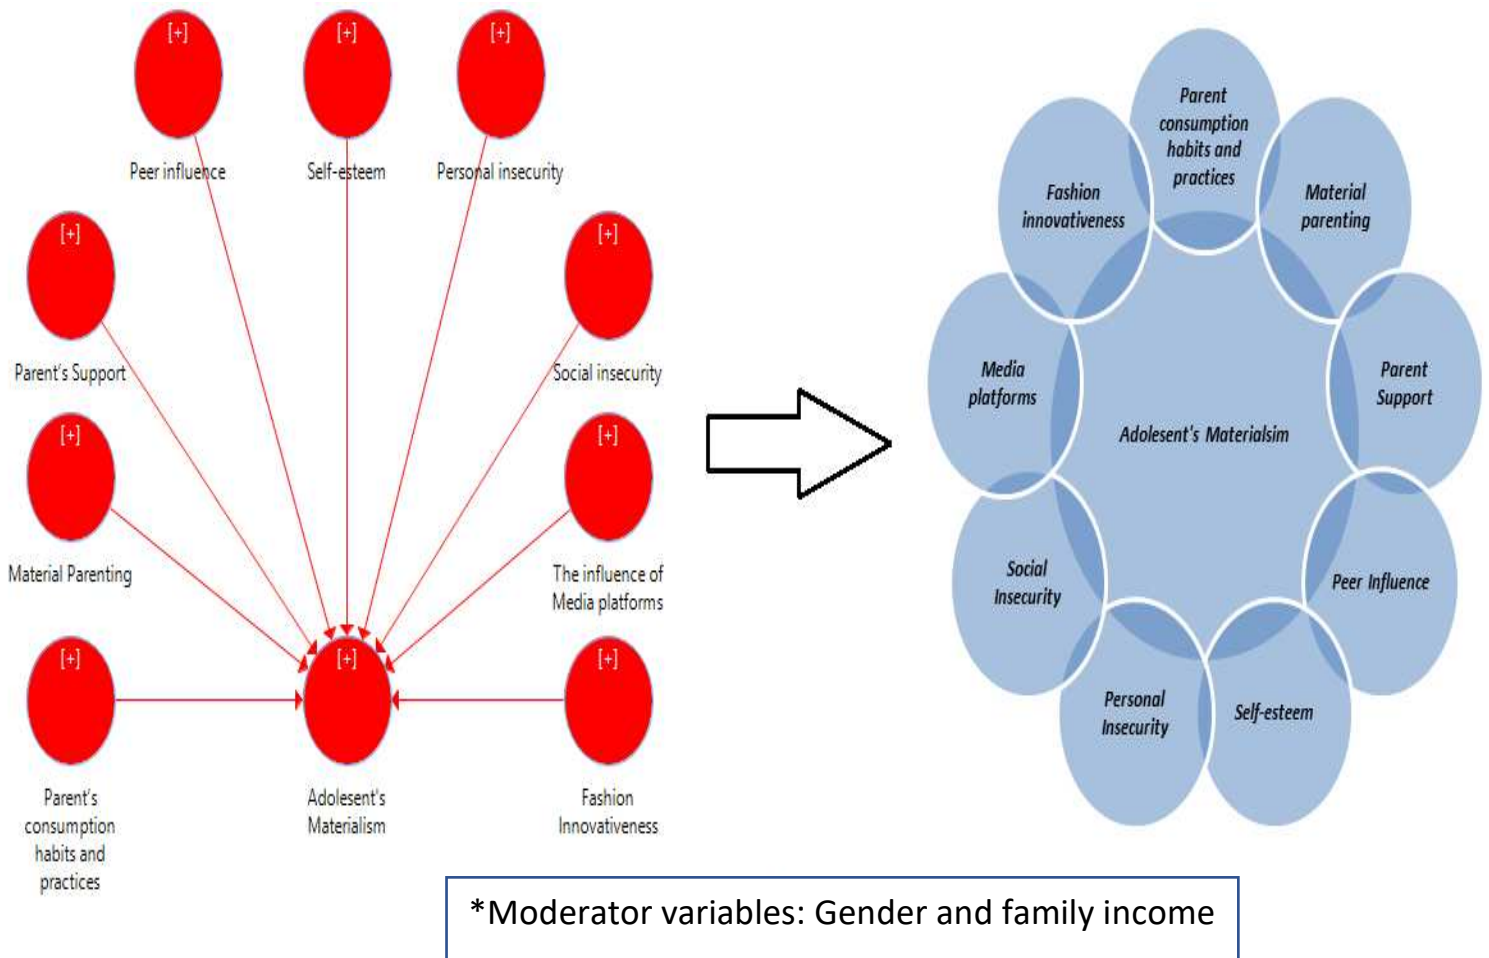 [+]
[+]
[+]
Peer influence
Self-esteem
Personal insecurity
[+]
[+]
Parent's Support
Social insecurity
[+]
[+]
Material Parenting
The influence of
Media platforms
[+]
[+]
[+]
Parent's
consumption
habits and
practices
Adolesent's
Materialism
Fashion
Innovativeness
Parent
consumption
habits and
practices
Fashion
innovativeness
Material
parenting
Media
platforms
Parent
Support
Adolesent's Materialsim
Social
Insecurity
Peer Influence
Personal
Insecurity
Self-esteem
*Moderator variables: Gender and family income